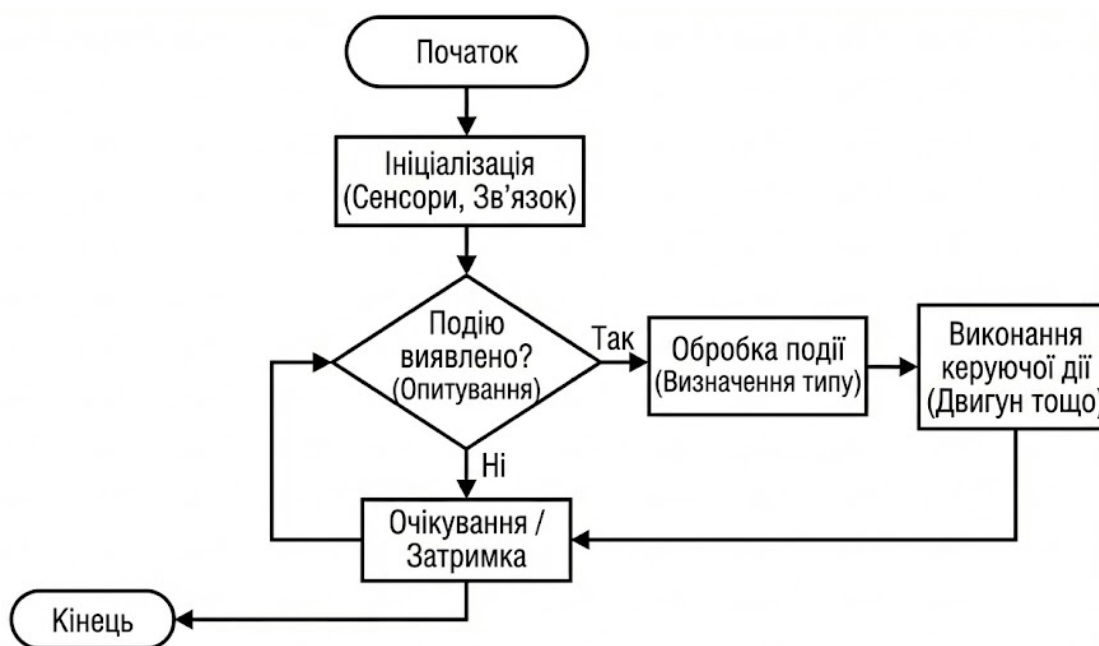 Початок
Ініціалізація
(Сенсори, Зв’язок)
Подію
виявлено?
(Опитування)
Так
Обробка події
(Визначення типу)
Виконання
керуючої дії
(Двигун тощо)
Ні
Очікування /
Затримка
Кінець